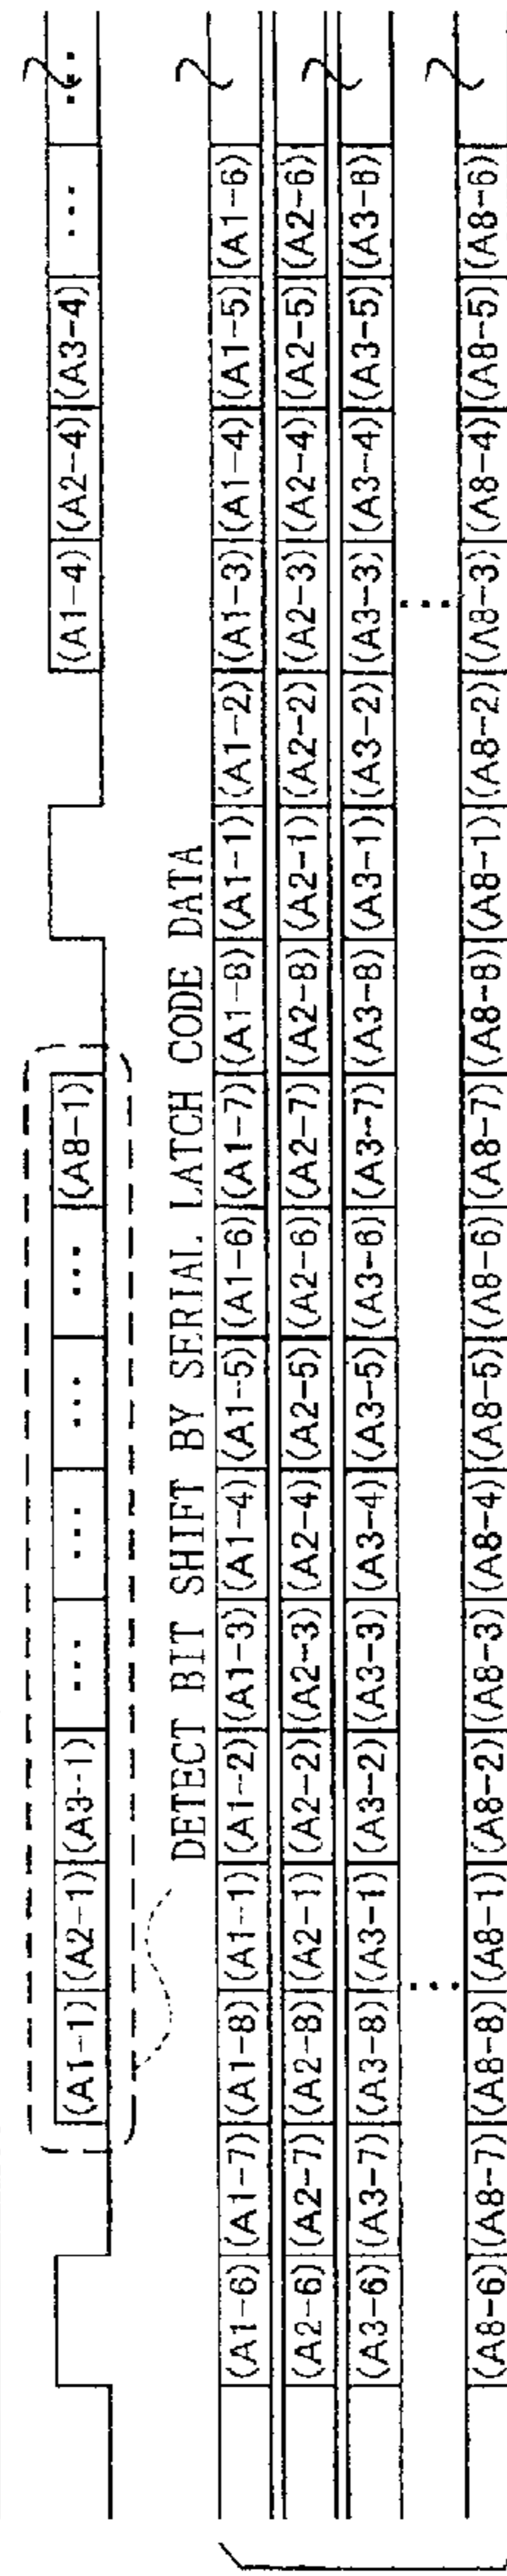 (A1-1) (A2-1) (A3-1) ... ... ... ... (A8-1) (A1-4) (A2-4) (A3-4) ... ...
DETECT BIT SHIFT BY SERIAL LATCH CODE DATA
(A1-6) (A1-7) (A1-8) (A1-1) (A1-2) (A1-3) (A1-4) (A1-5) (A1-6) (A1-7) (A1-8) (A1-1) (A1-2) (A1-3) (A1-4) (A1-5) (A1-6)
(A2-6) (A2-7) (A2-8) (A2-1) (A2-2) (A2-3) (A2-4) (A2-5) (A2-6) (A2-7) (A2-8) (A2-1) (A2-2) (A2-3) (A2-4) (A2-5) (A2-6)
(A3-6) (A3-7) (A3-8) (A3-1) (A3-2) (A3-3) (A3-4) (A3-5) (A3-6) (A3-7) (A3-8) (A3-1) (A3-2) (A3-3) (A3-4) (A3-5) (A3-6)
... ...
(A8-6) (A8-7) (A8-8) (A8-1) (A8-2) (A8-3) (A8-4) (A8-5) (A8-6) (A8-7) (A8-8) (A8-1) (A8-2) (A8-3) (A8-4) (A8-5) (A8-6)